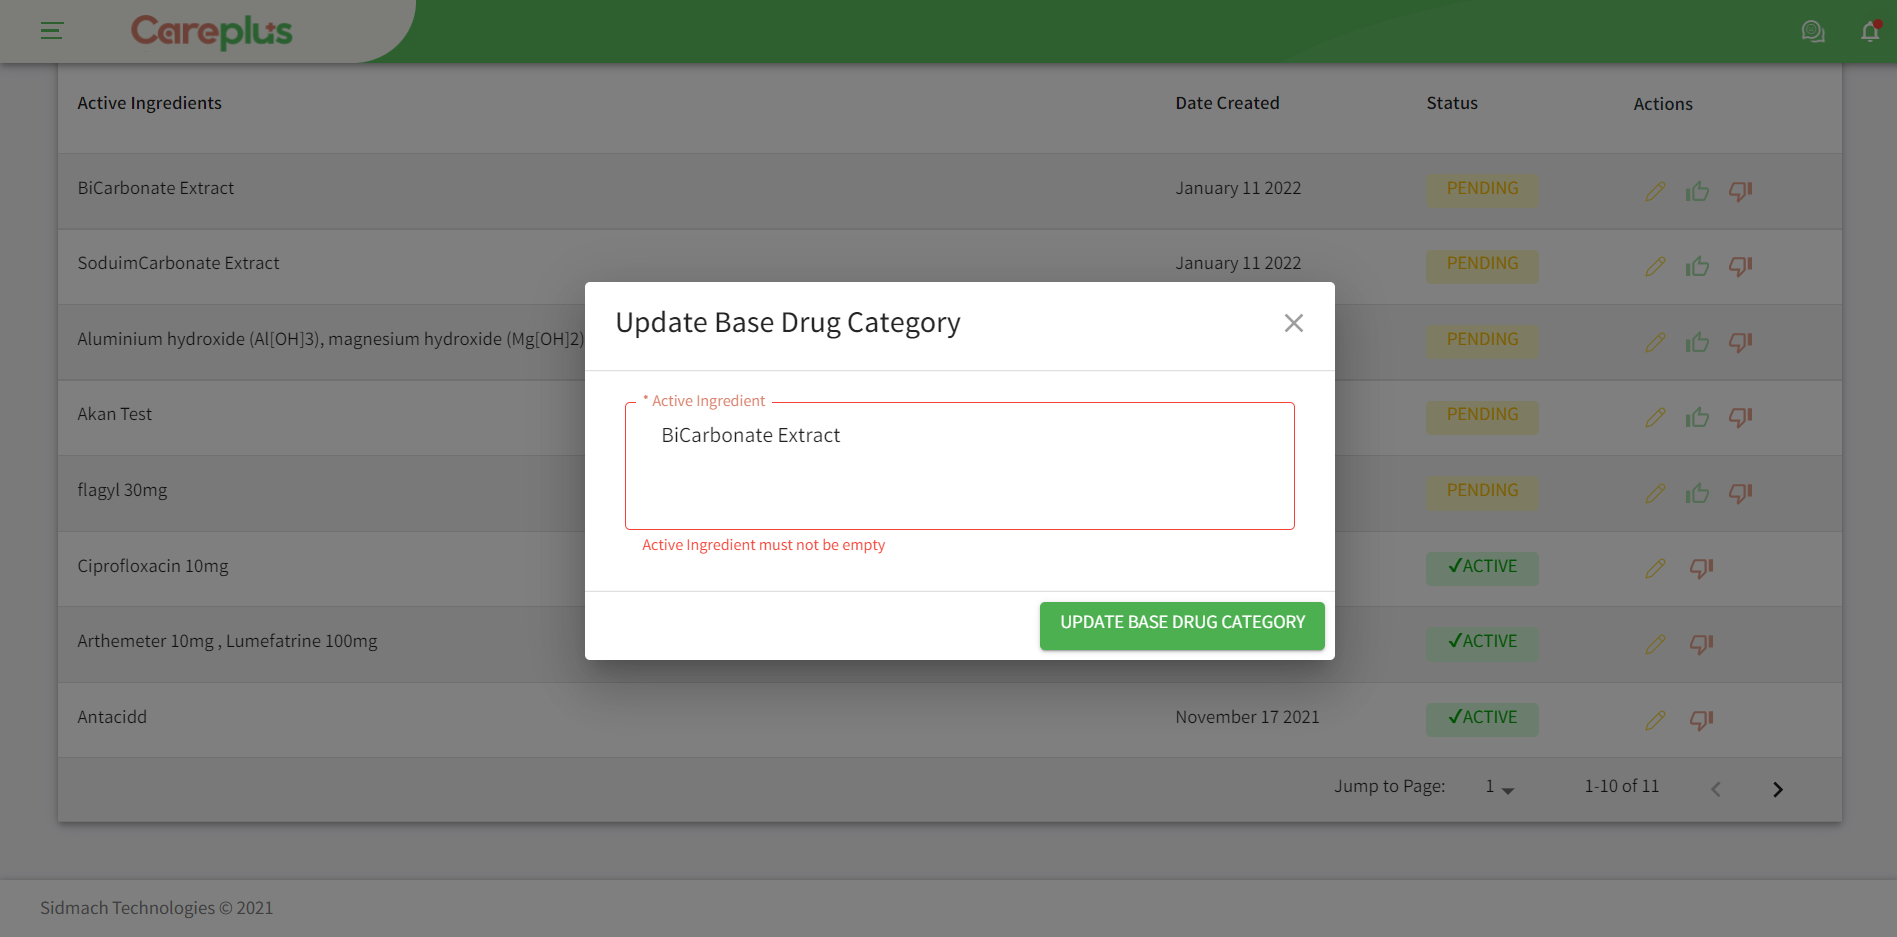 Careplus
Active Ingredients Date Created Status Actions
BiCarbonate Extract January 11 2022 PENDING
SoduimCarbonate Extract January 11 2022 PENDING
Aluminium hydroxide (Al[OH]3), magnesium hydroxide (Mg[OH]2) PENDING
Akan Test PENDING
flagyl 30mg PENDING
Ciprofloxacin 10mg ✓ACTIVE
Arthemeter 10mg , Lumefatrine 100mg ✓ACTIVE
Antacidd November 17 2021 ✓ACTIVE
Jump to Page: 1 1-10 of 11
Update Base Drug Category
* Active Ingredient
BiCarbonate Extract
Active Ingredient must not be empty
UPDATE BASE DRUG CATEGORY
Sidmach Technologies © 2021